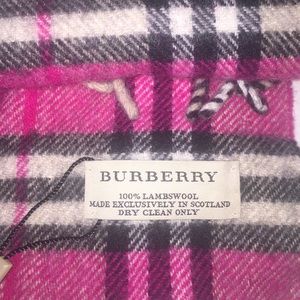 BURBERRY
100% LAMBSWOOL
MADE EXCLUSIVELY IN SCOTLAND
DRY CLEAN ONLY